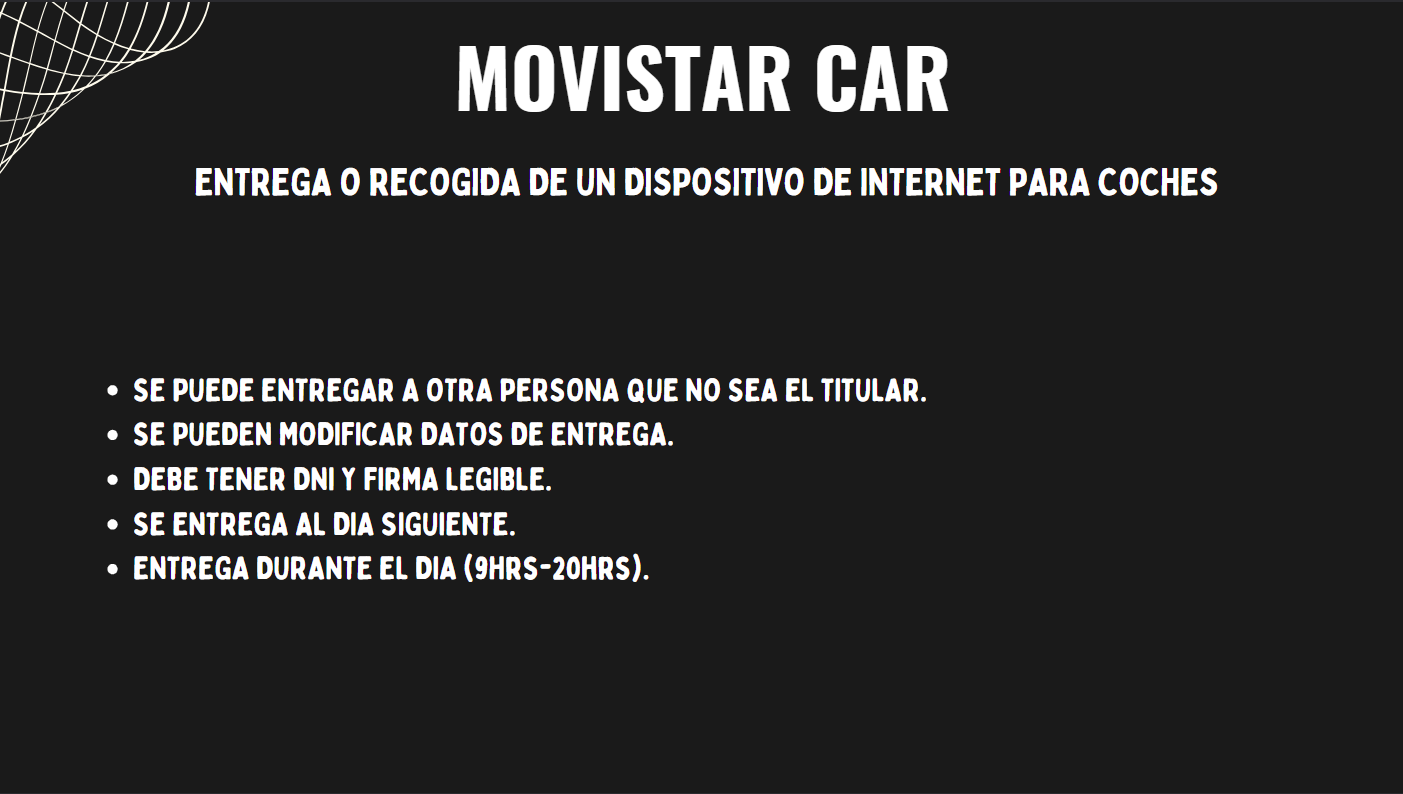 MOVISTAR CAR
ENTREGA O RECOGIDA DE UN DISPOSITIVO DE INTERNET PARA COCHES
• SE PUEDE ENTREGAR A OTRA PERSONA QUE NO SEA EL TITULAR.
• SE PUEDEN MODIFICAR DATOS DE ENTREGA.
• DEBE TENER DNI Y FIRMA LEGIBLE.
• SE ENTREGA AL DIA SIGUIENTE.
• ENTREGA DURANTE EL DIA (9HRS-20HRS).